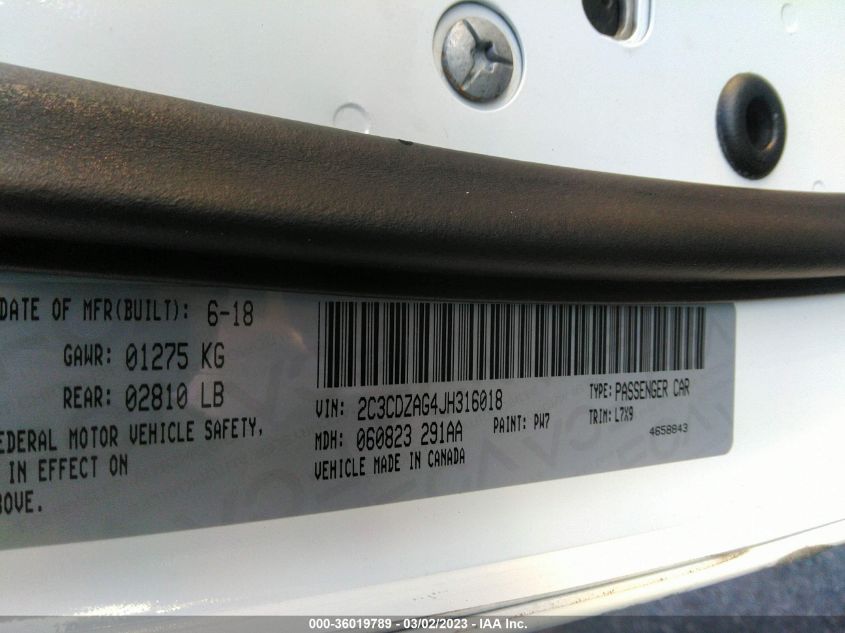 DATE OF MFR(BUILT): 6-18
GAWR: 01275 KG
REAR: 02810 LB
FEDERAL MOTOR VEHICLE SAFETY,
IN EFFECT ON
ABOVE.
VIN: 2C3CDZAG4JH316018
TYPE: PASSENGER CAR
MDH: 060823 291AA
PAINT: PW7
TRIM: L7X9
VEHICLE MADE IN CANADA
4658843
000-36019789 - 03/02/2023 - IAA Inc.